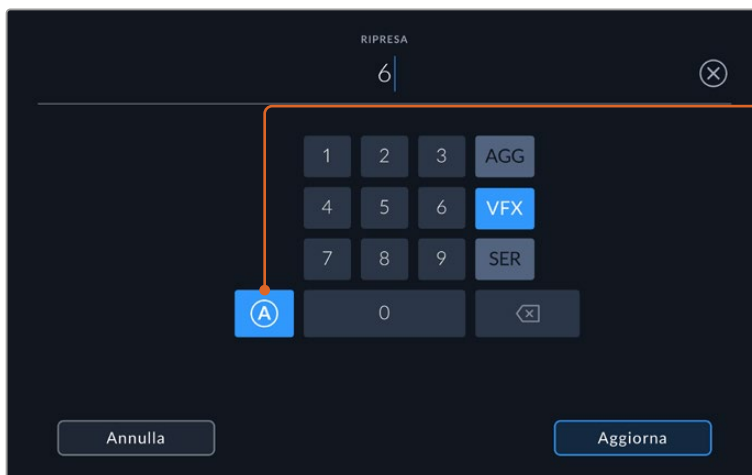 RIPRESA
6
1 2 3 AGG
4 5 6 VFX
7 8 9 SER
A 0
Annulla Aggiorna